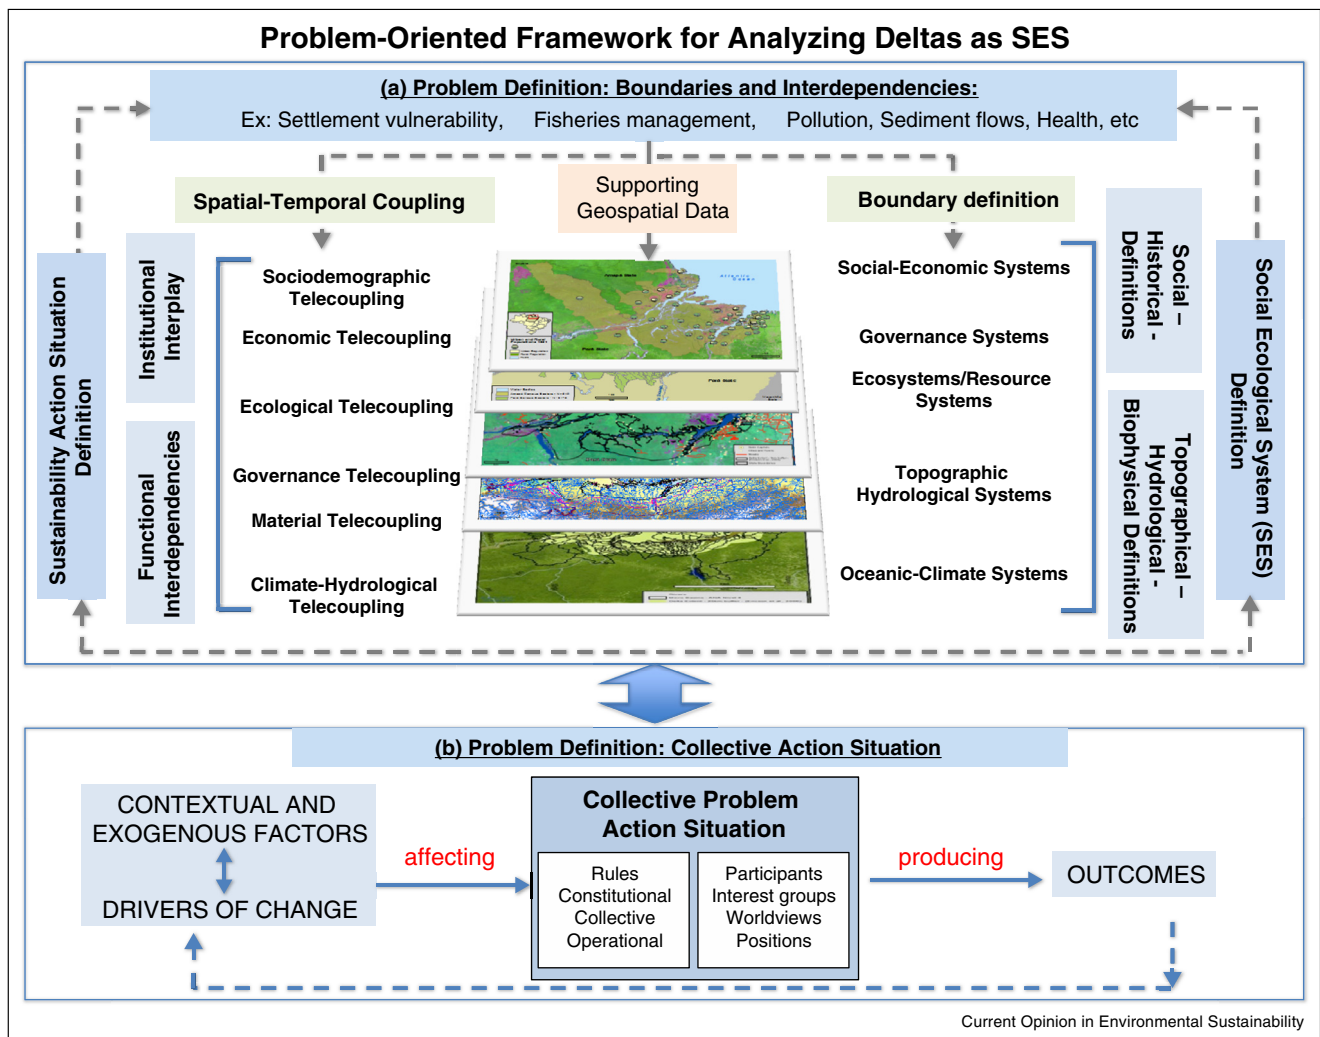 Problem-Oriented Framework for Analyzing Deltas as SES
(a) Problem Definition: Boundaries and Interdependencies:
Ex: Settlement vulnerability, Fisheries management, Pollution, Sediment flows, Health, etc
Spatial-Temporal Coupling
Supporting
Geospatial Data
Boundary definition
Sustainability Action Situation
Definition
Institutional
Interplay
Functional
Interdependencies
Sociodemographic
Telecoupling
Economic Telecoupling
Ecological Telecoupling
Governance Telecoupling
Material Telecoupling
Climate-Hydrological
Telecoupling
Social-Economic Systems
Governance Systems
Ecosystems/Resource
Systems
Topographic
Hydrological Systems
Oceanic-Climate Systems
Social –
Historical -
Definitions
Topographical –
Hydrological -
Biophysical Definitions
Social Ecological System (SES)
Definition
(b) Problem Definition: Collective Action Situation
CONTEXTUAL AND
EXOGENOUS FACTORS
DRIVERS OF CHANGE
affecting
Collective Problem
Action Situation
Rules
Constitutional
Collective
Operational
Participants
Interest groups
Worldviews
Positions
producing
OUTCOMES
Current Opinion in Environmental Sustainability